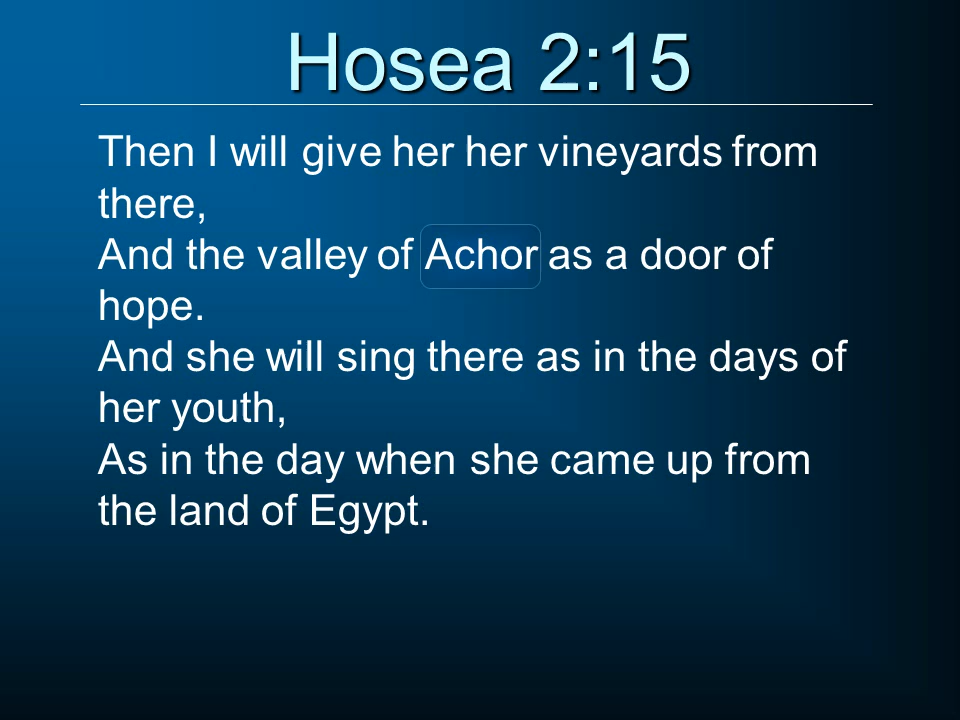 Hosea 2:15
Then I will give her her vineyards from
there,
And the valley of Achor as a door of
hope.
And she will sing there as in the days of
her youth,
As in the day when she came up from
the land of Egypt.